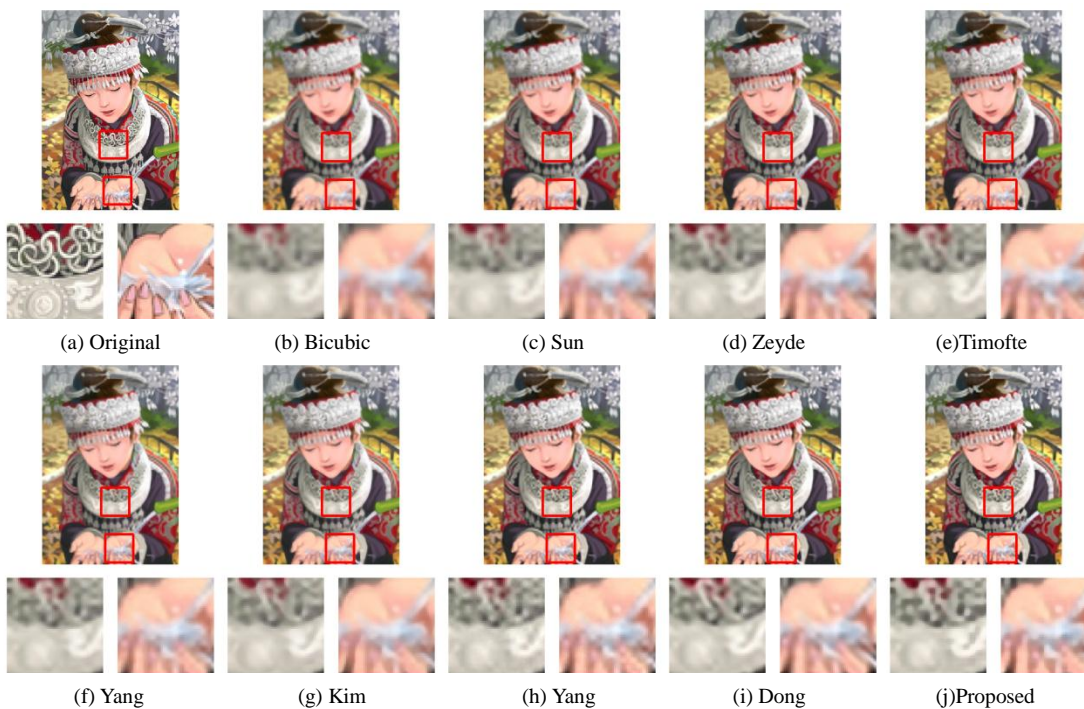 (a) Original (b) Bicubic (c) Sun (d) Zeyde (e)Timofte
(f) Yang (g) Kim (h) Yang (i) Dong (j)Proposed